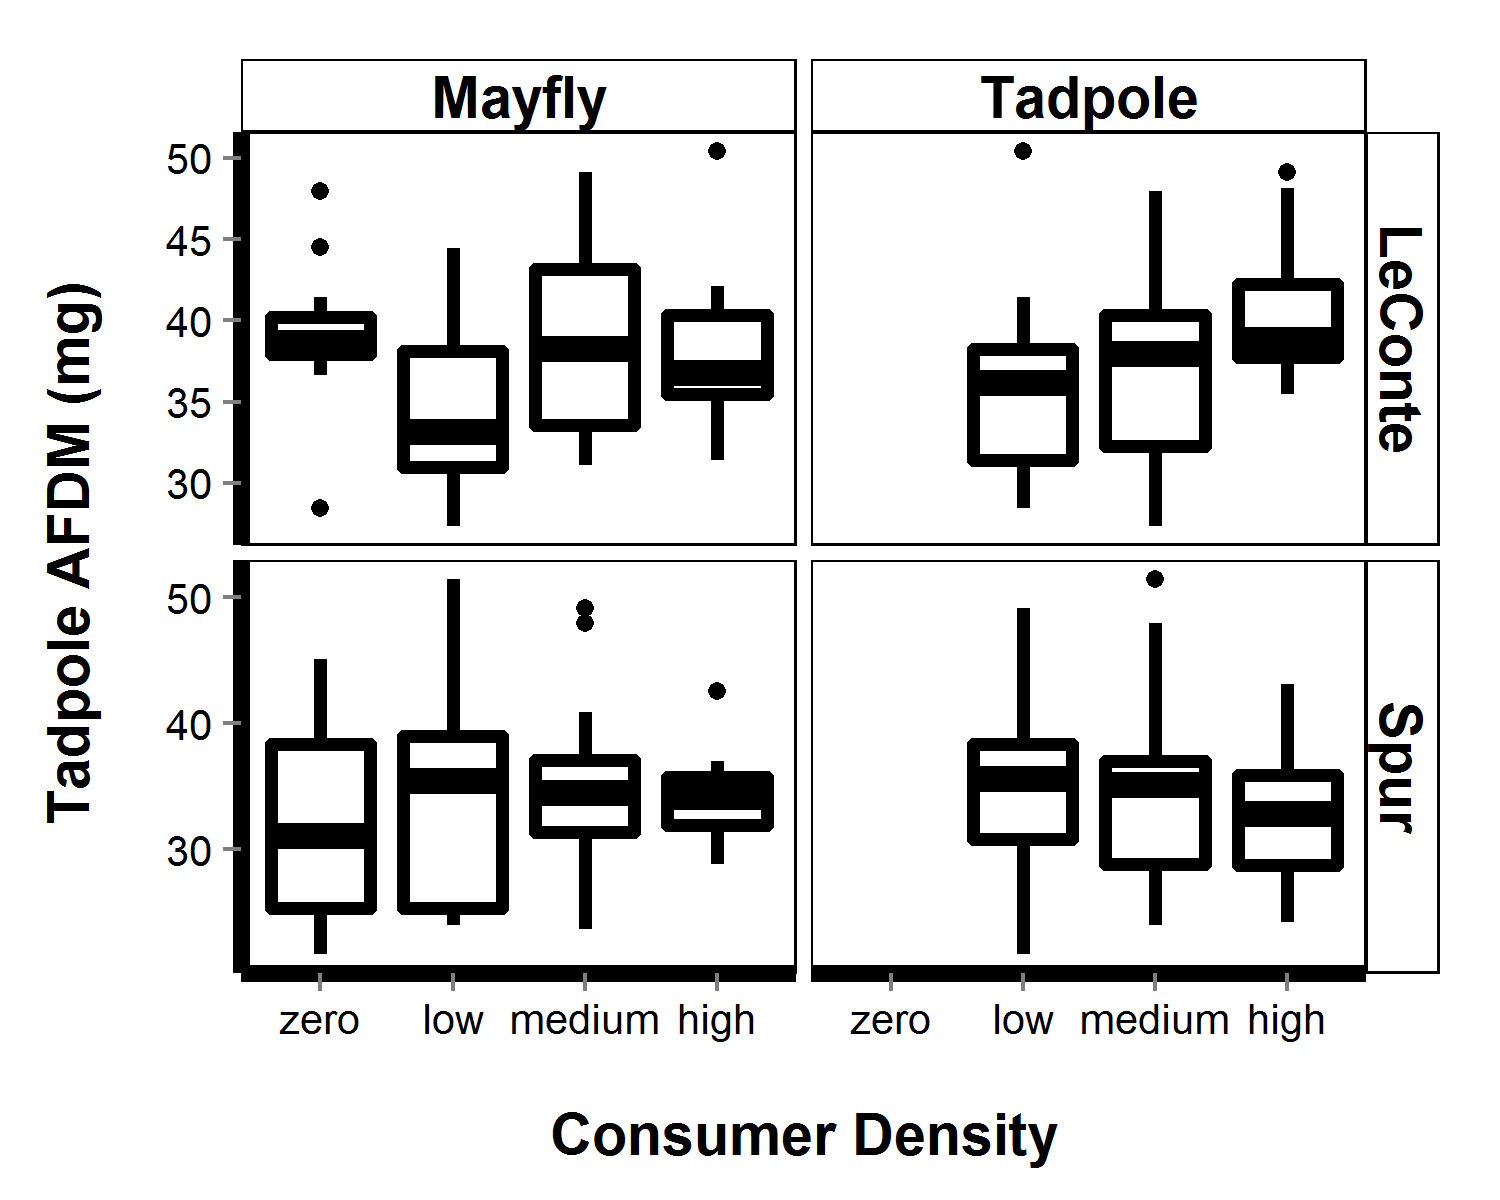 Mayfly
Tadpole
50
45
40
35
30
LeConte
50
40
30
Spur
Tadpole AFDM (mg)
zero low medium high
zero low medium high
Consumer Density